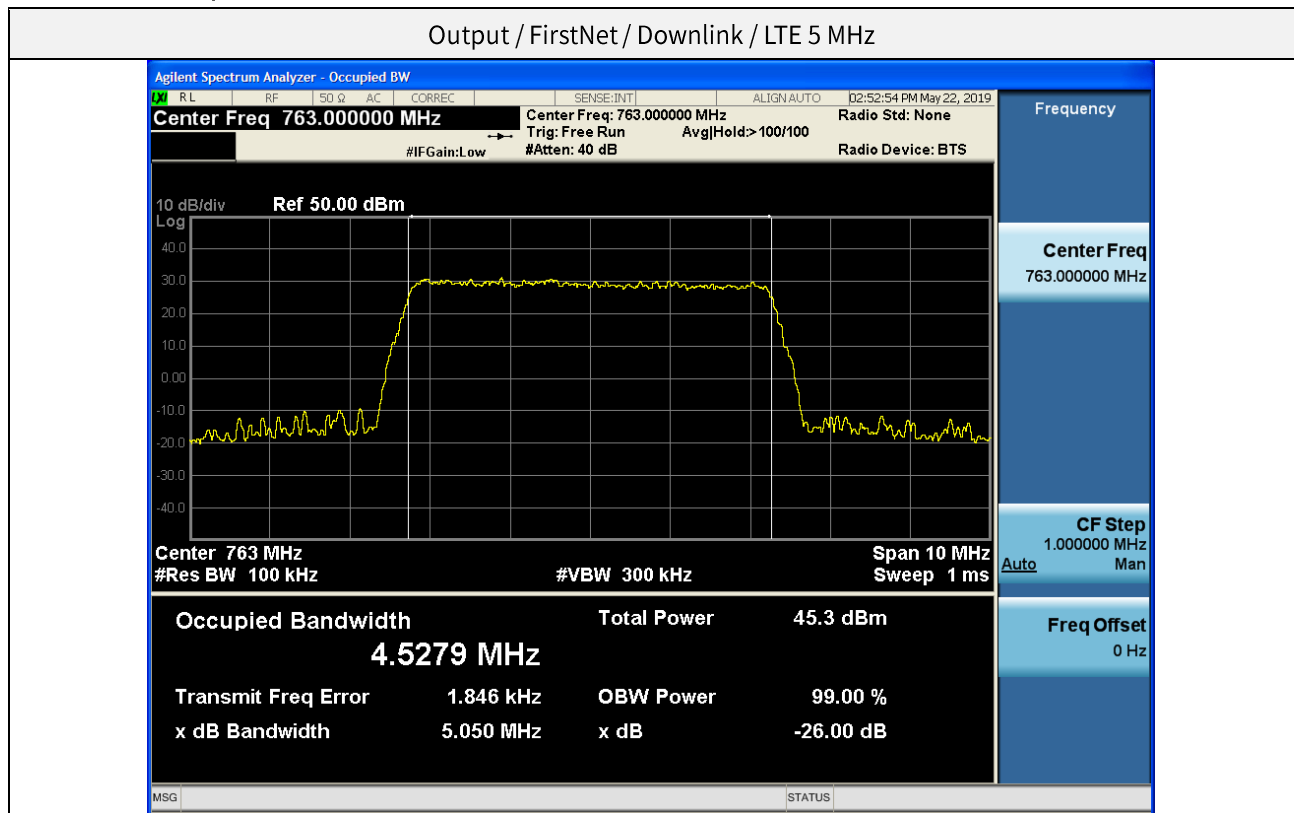 Output / FirstNet / Downlink / LTE 5 MHz
Agilent Spectrum Analyzer - Occupied BW
LXI RL RF 50 Ω AC CORREC SENSE:INT ALIGN AUTO 02:52:54 PM May 22, 2019
Center Freq 763.000000 MHz
Center Freq: 763.000000 MHz
Radio Std: None
Trig: Free Run Avg|Hold:>100/100
#IFGain:Low
#Atten: 40 dB
Radio Device: BTS
Frequency
10 dB/div Ref 50.00 dBm
Log
40.0
30.0
20.0
10.0
0.00
-10.0
-20.0
-30.0
-40.0
Center 763 MHz Span 10 MHz
#Res BW 100 kHz #VBW 300 kHz Sweep 1 ms
Center Freq
763.000000 MHz
CF Step
1.000000 MHz
Auto Man
Freq Offset
0 Hz
Occupied Bandwidth Total Power 45.3 dBm
4.5279 MHz
Transmit Freq Error 1.846 kHz OBW Power 99.00 %
x dB Bandwidth 5.050 MHz x dB -26.00 dB
MSG STATUS